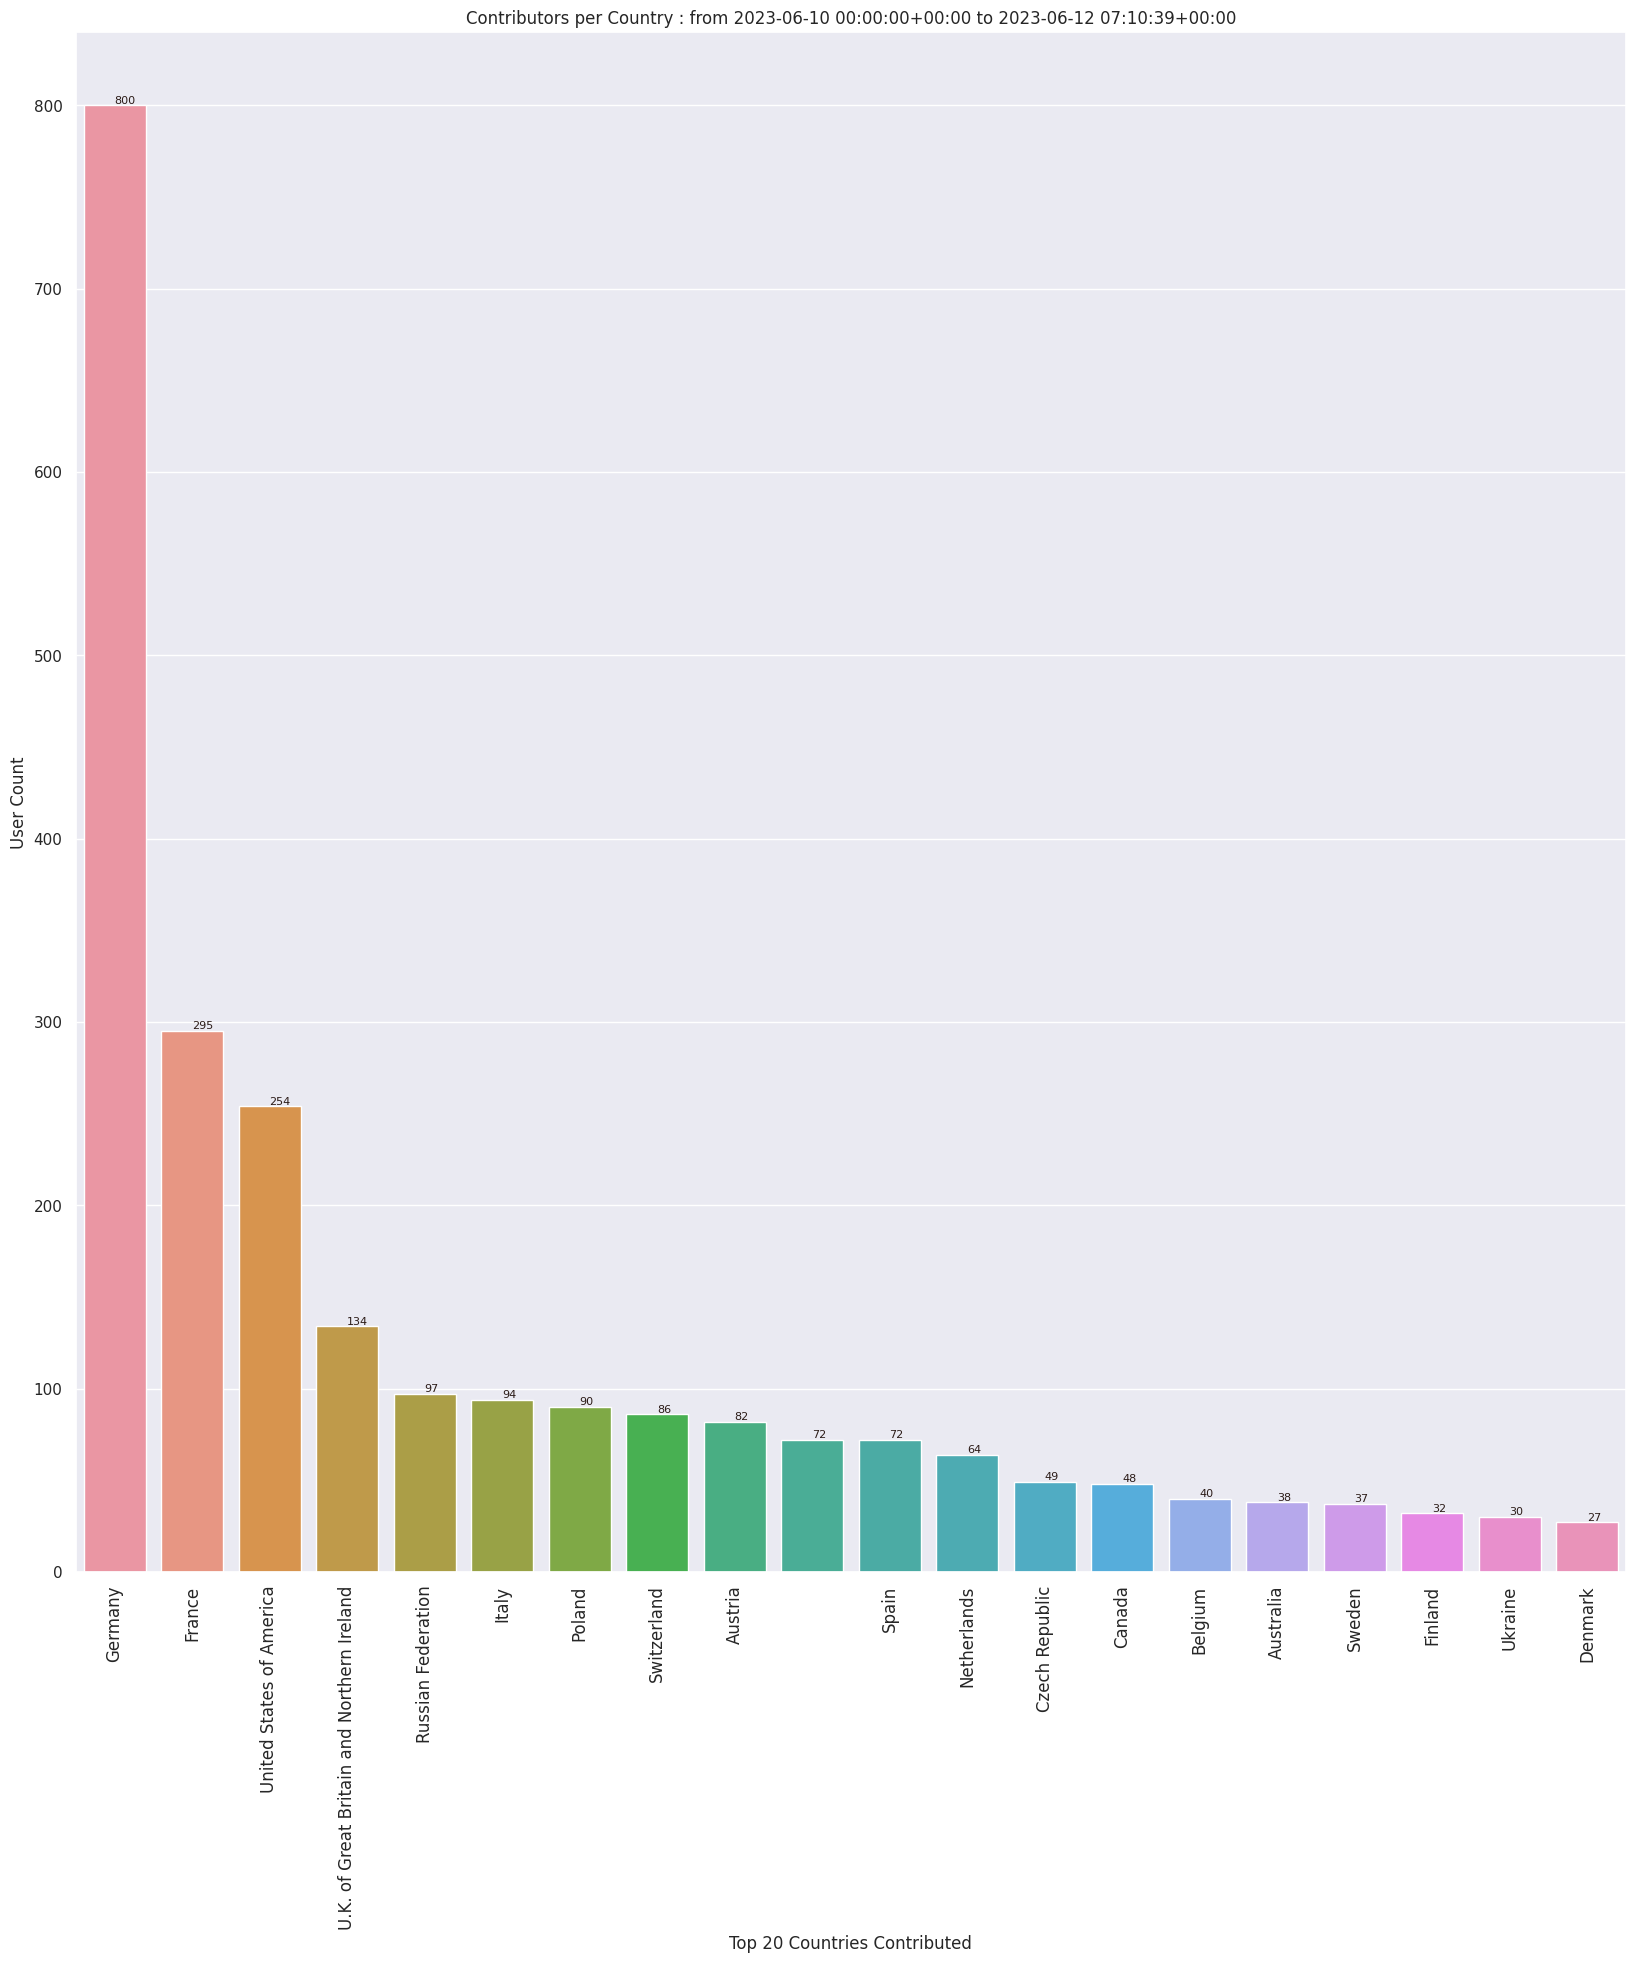 Contributors per Country : from 2023-06-10 00:00:00+00:00 to 2023-06-12 07:10:39+00:00
User Count
800
700
600
500
400
300
200
100
0
800
295
254
134
97
94
90
86
82
72
72
64
49
48
40
38
37
32
30
27
Germany
France
United States of America
U.K. of Great Britain and Northern Ireland
Russian Federation
Italy
Poland
Switzerland
Austria
Spain
Netherlands
Czech Republic
Canada
Belgium
Australia
Sweden
Finland
Ukraine
Denmark
Top 20 Countries Contributed